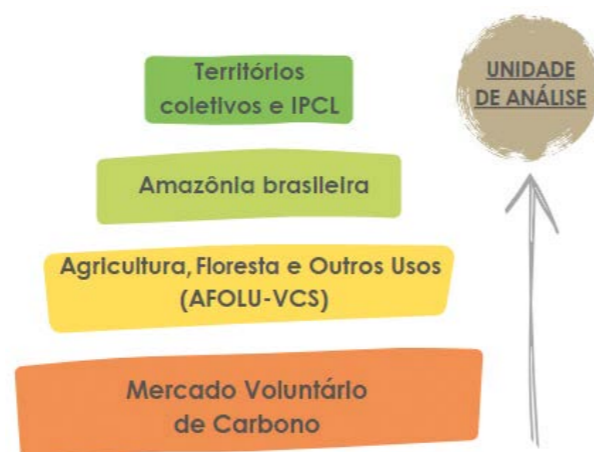 Territórios
coletivos e IPCL
UNIDADE
DE ANÁLISE
Amazônia brasileira
Agricultura, Floresta e Outros Usos
(AFOLU-VCS)
Mercado Voluntário
de Carbono